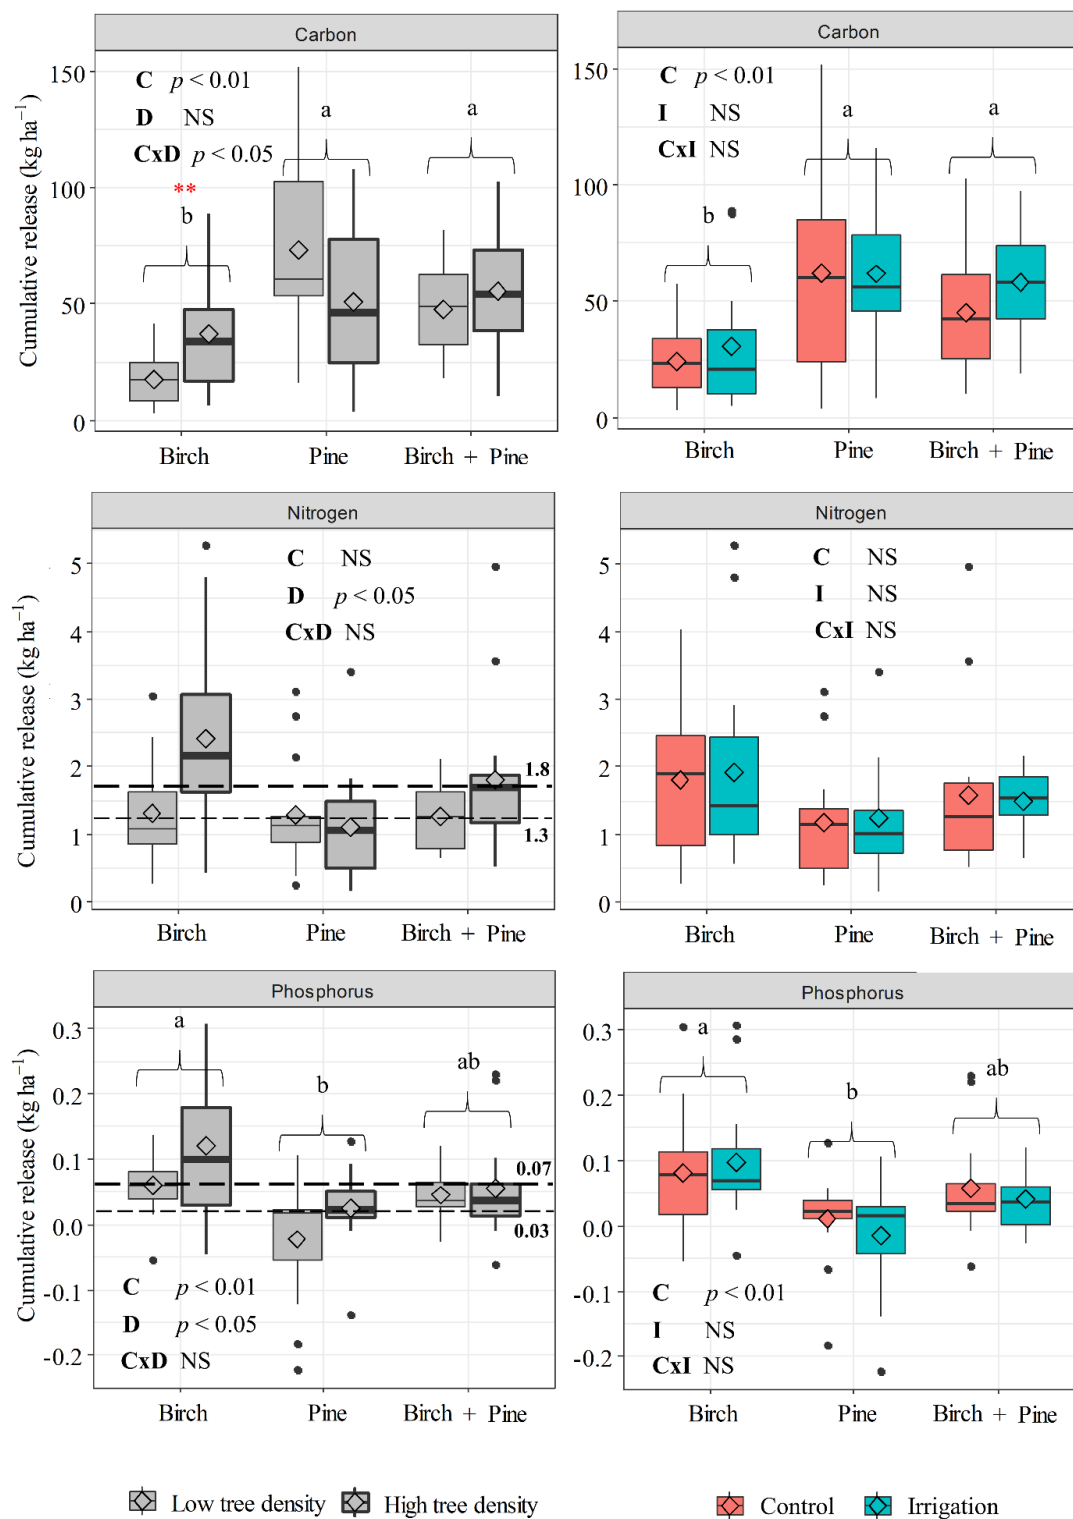 Carbon
Cumulative release (kg ha⁻¹)
150
100
50
0
C p < 0.01
D NS
CxD p < 0.05
**
b
a
a
Birch
Pine
Birch + Pine
Carbon
150
100
50
0
C p < 0.01
I NS
CxI NS
b
a
a
Birch
Pine
Birch + Pine
Nitrogen
Cumulative release (kg ha⁻¹)
5
4
3
2
1
0
C NS
D p < 0.05
CxD NS
1.8
1.3
Birch
Pine
Birch + Pine
Nitrogen
5
4
3
2
1
0
C NS
I NS
CxI NS
Birch
Pine
Birch + Pine
Phosphorus
Cumulative release (kg ha⁻¹)
0.3
0.2
0.1
0.0
-0.1
-0.2
a
b
ab
0.07
0.03
C p < 0.01
D p < 0.05
CxD NS
Birch
Pine
Birch + Pine
Phosphorus
0.3
0.2
0.1
0.0
-0.1
-0.2
a
b
ab
C p < 0.01
I NS
CxI NS
Birch
Pine
Birch + Pine
Low tree density
High tree density
Control
Irrigation